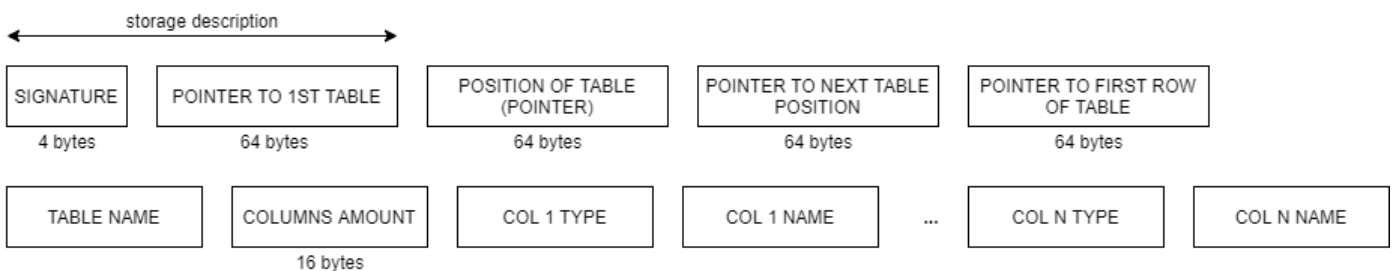 storage description
SIGNATURE
POINTER TO 1ST TABLE
POSITION OF TABLE
(POINTER)
POINTER TO NEXT TABLE
POSITION
POINTER TO FIRST ROW
OF TABLE
4 bytes
64 bytes
64 bytes
64 bytes
64 bytes
TABLE NAME
COLUMNS AMOUNT
COL 1 TYPE
COL 1 NAME
...
COL N TYPE
COL N NAME
16 bytes